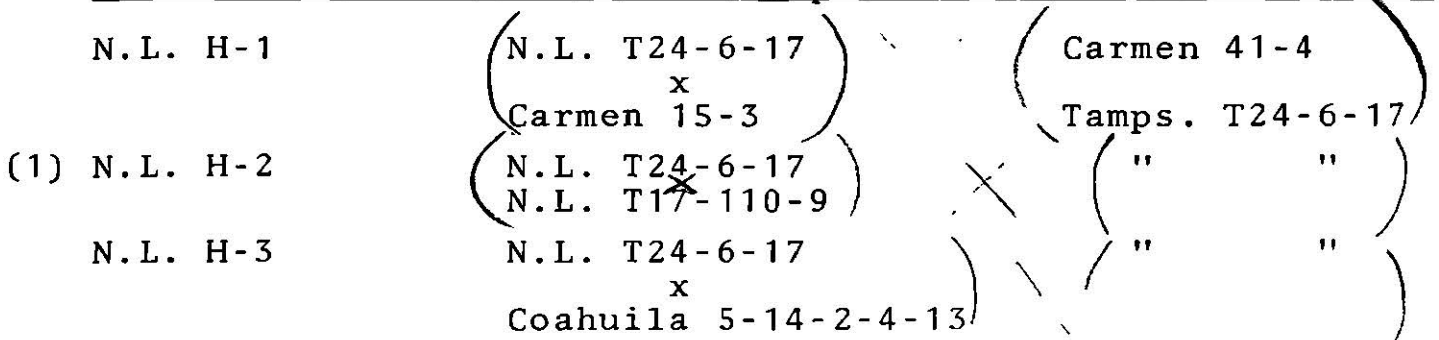 N.L. H-1 N.L. T24-6-17 Carmen 41-4
x
Carmen 15-3 Tamps. T24-6-17
(1) N.L. H-2 N.L. T24-6-17 x " "
x
N.L. T17-110-9
N.L. H-3 N.L. T24-6-17 " "
x
Coahuila 5-14-2-4-13